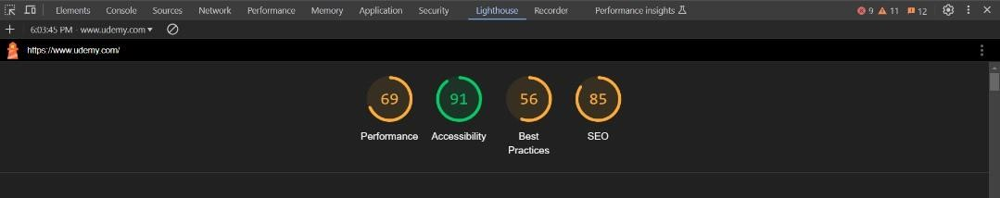 Elements Console Sources Network Performance Memory Application Security Lighthouse Recorder Performance insights 9 11 12
6:03:45 PM - www.udemy.com
https://www.udemy.com/
69 91 56 85
Performance Accessibility Best Practices SEO